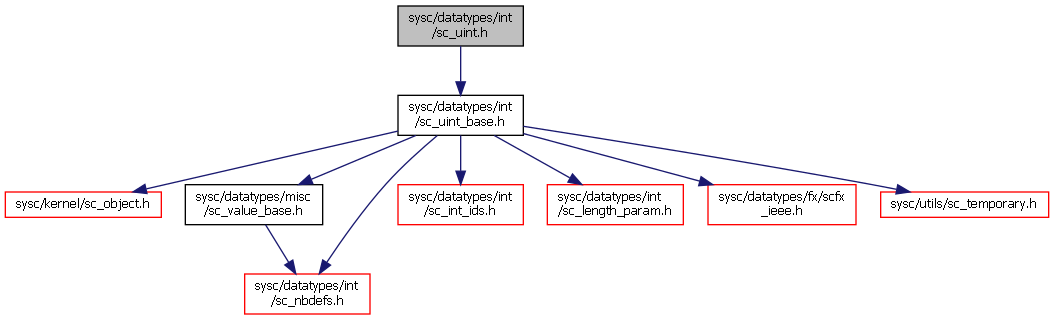 sysc/datatypes/int
/sc_uint.h
sysc/datatypes/int
/sc_uint_base.h
sysc/kernel/sc_object.h
sysc/datatypes/misc
/sc_value_base.h
sysc/datatypes/int
/sc_int_ids.h
sysc/datatypes/int
/sc_length_param.h
sysc/datatypes/fx/scfx
_ieee.h
sysc/utils/sc_temporary.h
sysc/datatypes/int
/sc_nbdefs.h